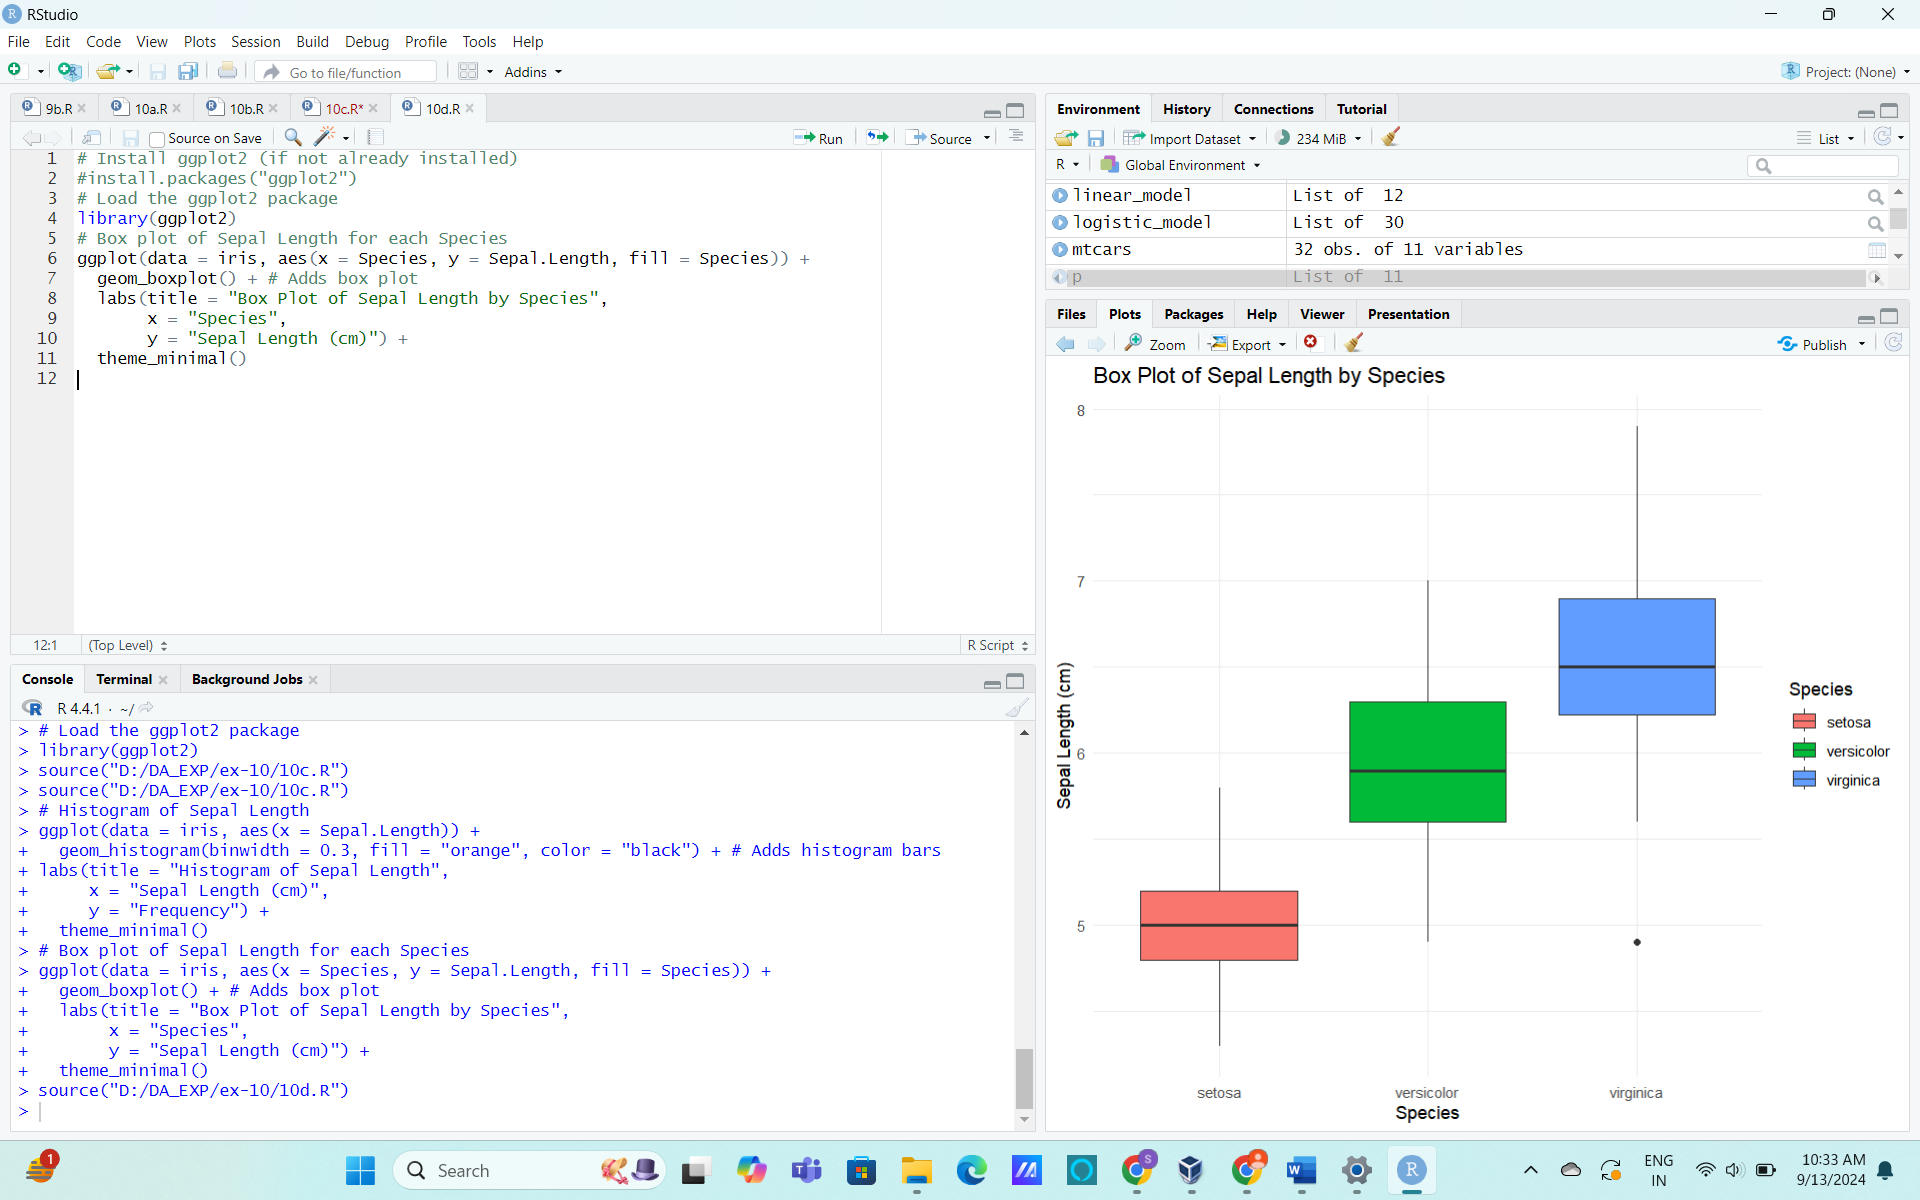 RStudio
File Edit Code View Plots Session Build Debug Profile Tools Help
Go to file/function Addins Project: (None)
9b.R 10a.R 10b.R 10c.R* 10d.R
Source on Save Run Source
1 # Install ggplot2 (if not already installed)
2 #install.packages("ggplot2")
3 # Load the ggplot2 package
4 library(ggplot2)
5 # Box plot of Sepal Length for each Species
6 ggplot(data = iris, aes(x = Species, y = Sepal.Length, fill = Species)) +
7 geom_boxplot() + # Adds box plot
8 labs(title = "Box Plot of Sepal Length by Species",
9 x = "Species",
10 y = "Sepal Length (cm)") +
11 theme_minimal()
12
12:1 (Top Level) R Script
Console Terminal Background Jobs
R 4.4.1 · ~/
> # Load the ggplot2 package
> library(ggplot2)
> source("D:/DA_EXP/ex-10/10c.R")
> source("D:/DA_EXP/ex-10/10c.R")
> # Histogram of Sepal Length
> ggplot(data = iris, aes(x = Sepal.Length)) +
+ geom_histogram(binwidth = 0.3, fill = "orange", color = "black") + # Adds histogram bars
+ labs(title = "Histogram of Sepal Length",
+ x = "Sepal Length (cm)",
+ y = "Frequency") +
+ theme_minimal()
> # Box plot of Sepal Length for each Species
> ggplot(data = iris, aes(x = Species, y = Sepal.Length, fill = Species)) +
+ geom_boxplot() + # Adds box plot
+ labs(title = "Box Plot of Sepal Length by Species",
+ x = "Species",
+ y = "Sepal Length (cm)") +
+ theme_minimal()
> source("D:/DA_EXP/ex-10/10d.R")
>
Environment History Connections Tutorial
Import Dataset 234 MiB List
R Global Environment
linear_model List of 12
logistic_model List of 30
mtcars 32 obs. of 11 variables
p List of 11
Files Plots Packages Help Viewer Presentation
Zoom Export Publish
Box Plot of Sepal Length by Species
8
7
6
5
Sepal Length (cm)
setosa versicolor virginica
Species
Species
setosa
versicolor
virginica
1
Search
S
ENG
IN
10:33 AM
9/13/2024